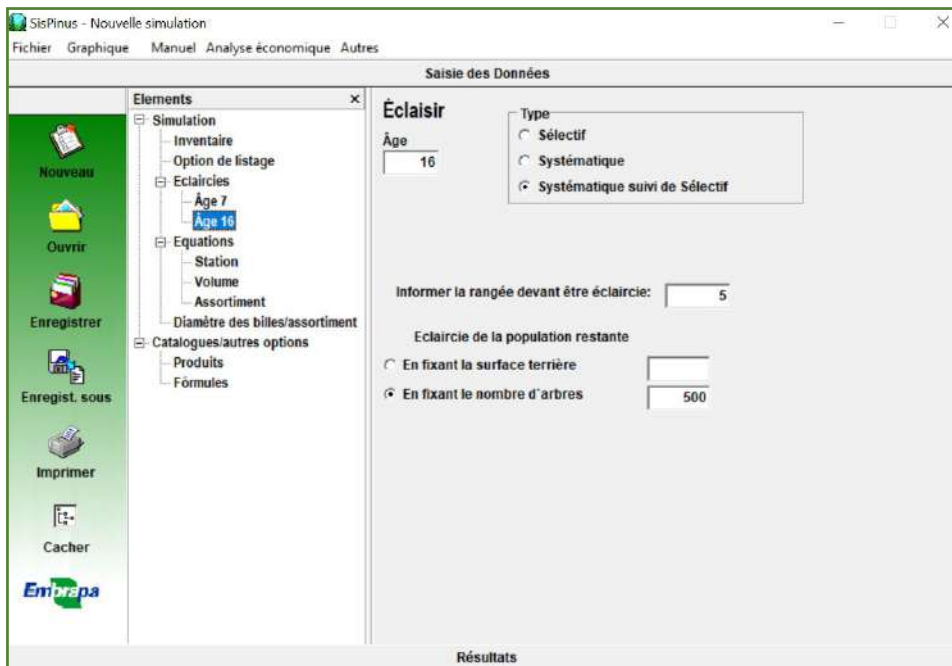 SisPinus - Nouvelle simulation
Fichier Graphique Manuel Analyse économique Autres
Saisie des Données
Nouveau
Ouvrir
Enregistrer
Enregist. sous
Imprimer
Cacher
Embrapa
Elements
Simulation
Inventaire
Option de listage
Eclaircies
Âge 7
Âge 16
Equations
Station
Volume
Assortiment
Diamètre des billes/assortiment
Catalogues/autres options
Produits
Fórmules
Éclaisir
Âge
16
Type
Sélectif
Systématique
Systématique suivi de Sélectif
Informer la rangée devant être éclaircie: 5
Eclaircie de la population restante
En fixant la surface terrière
En fixant le nombre d´arbres 500
Résultats